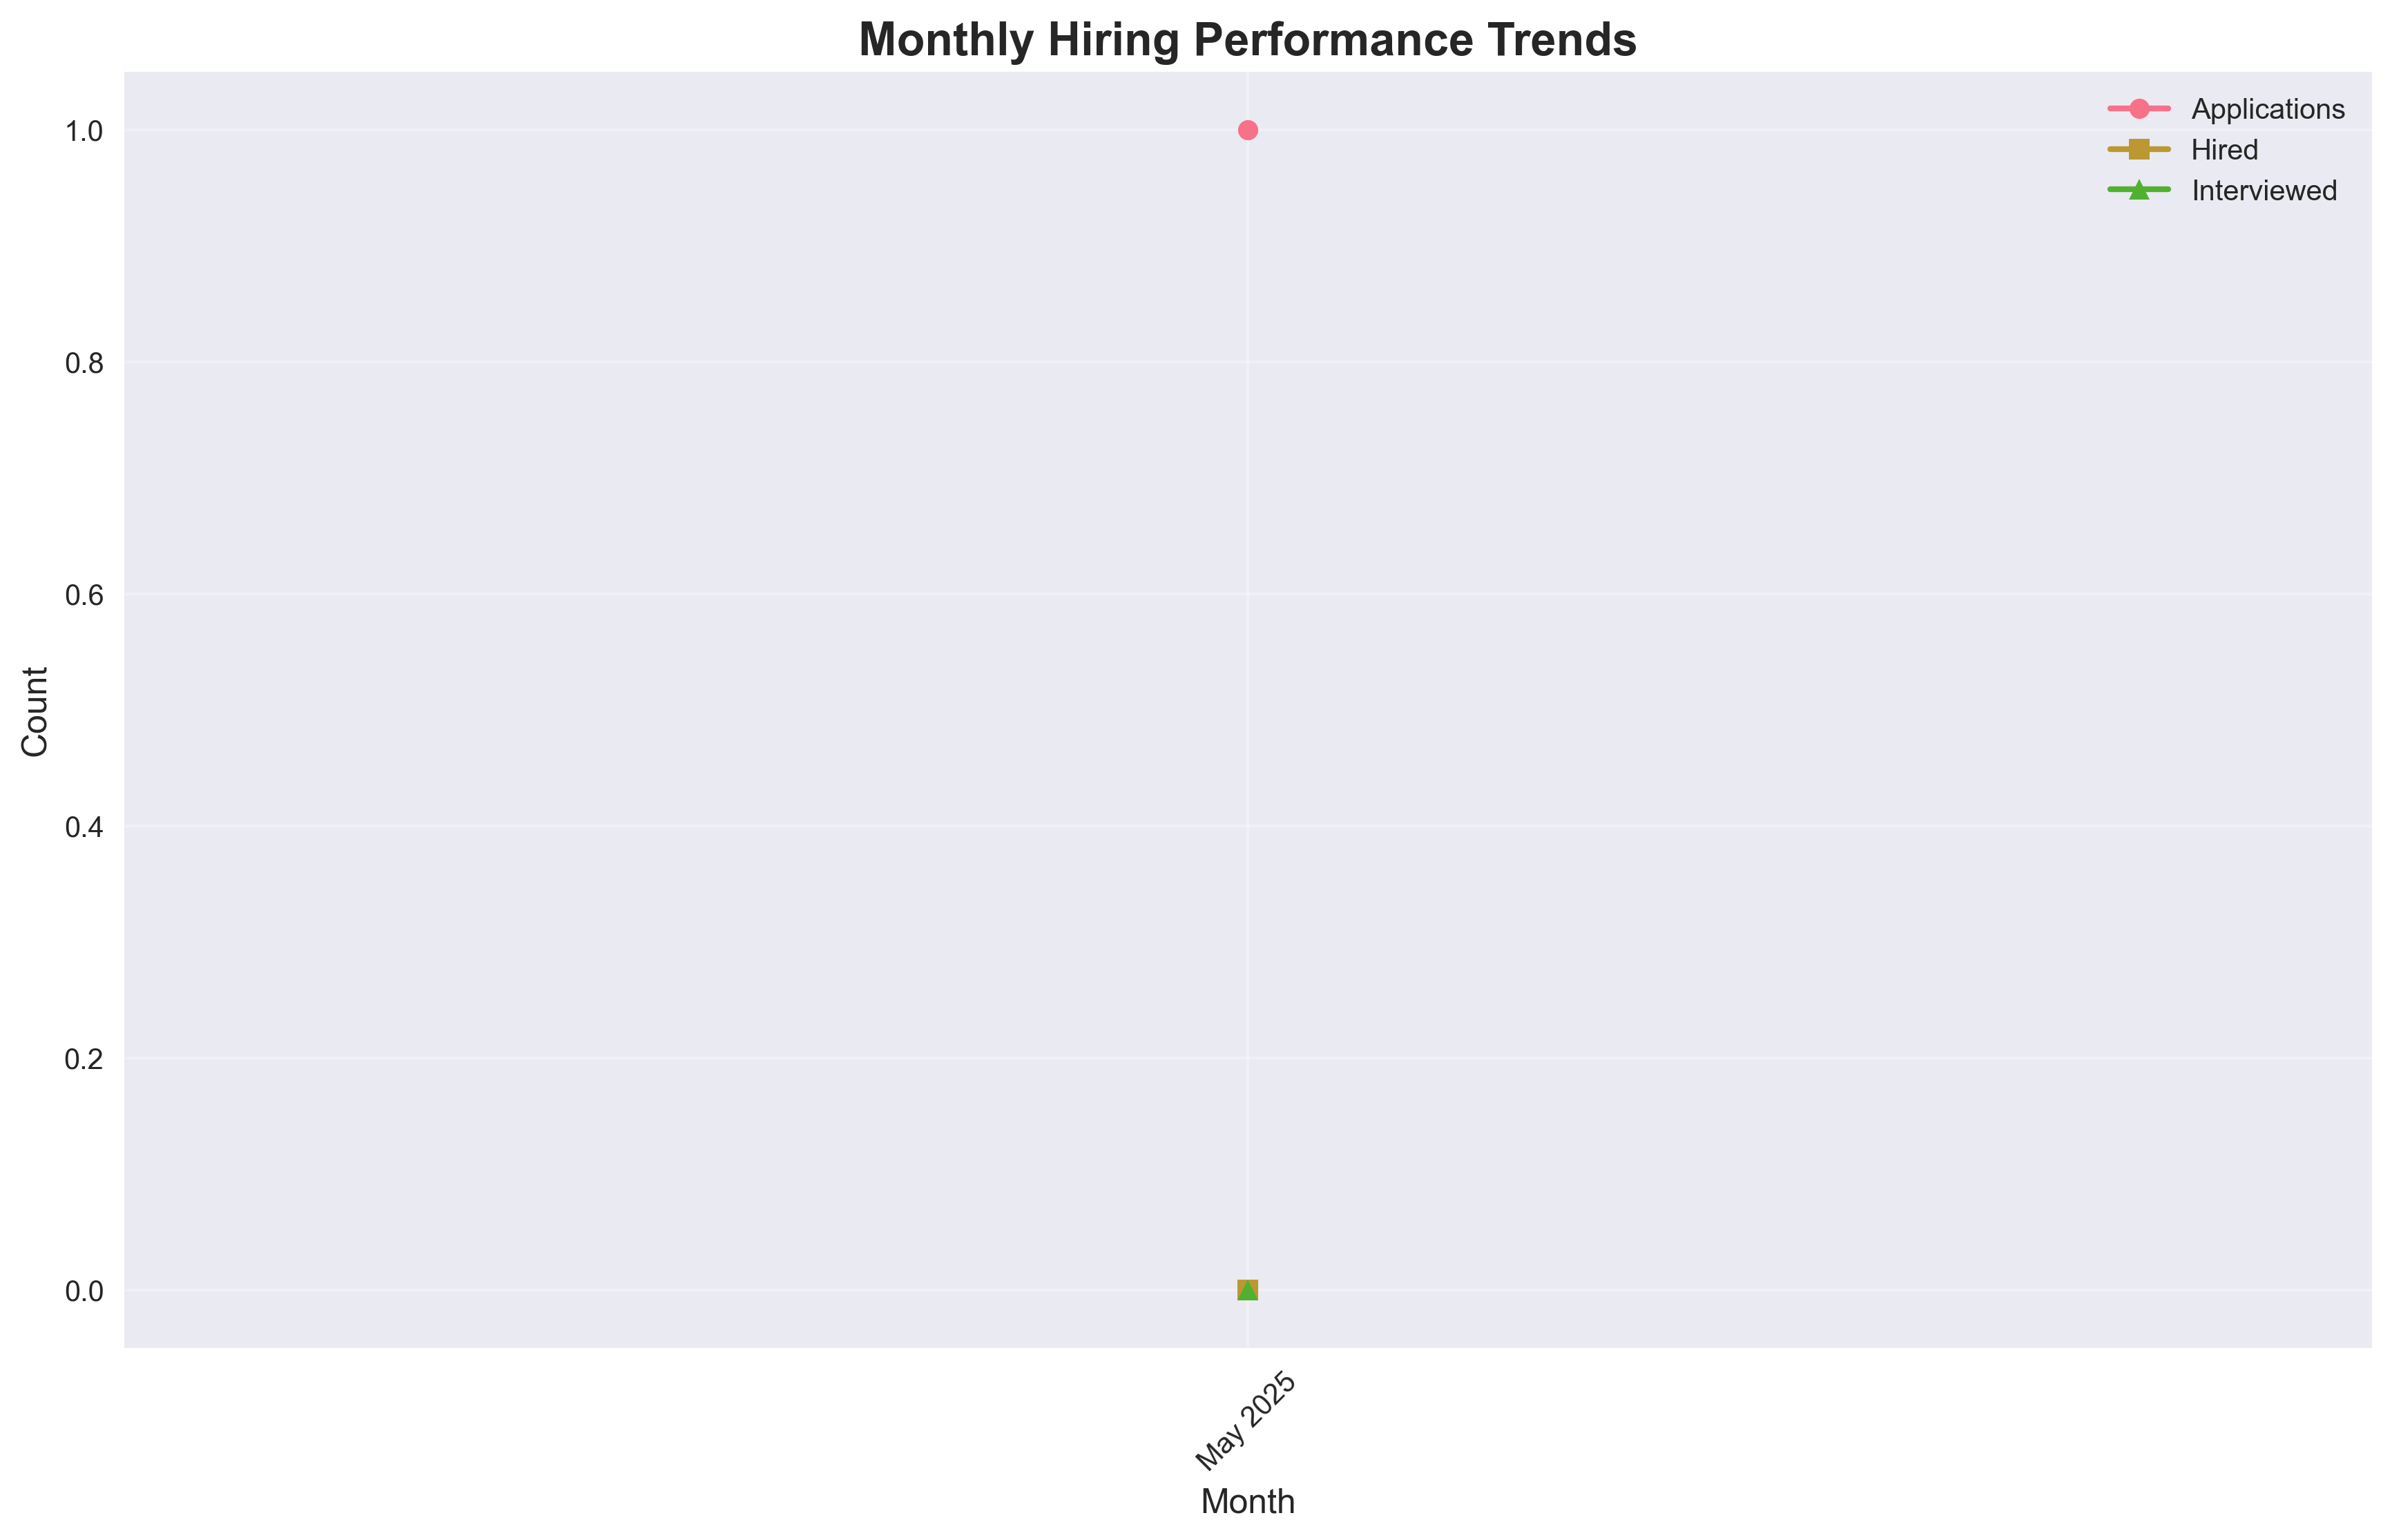 Monthly Hiring Performance Trends
Applications
Hired
Interviewed
1.0
0.8
0.6
0.4
0.2
0.0
Count
May 2025
Month